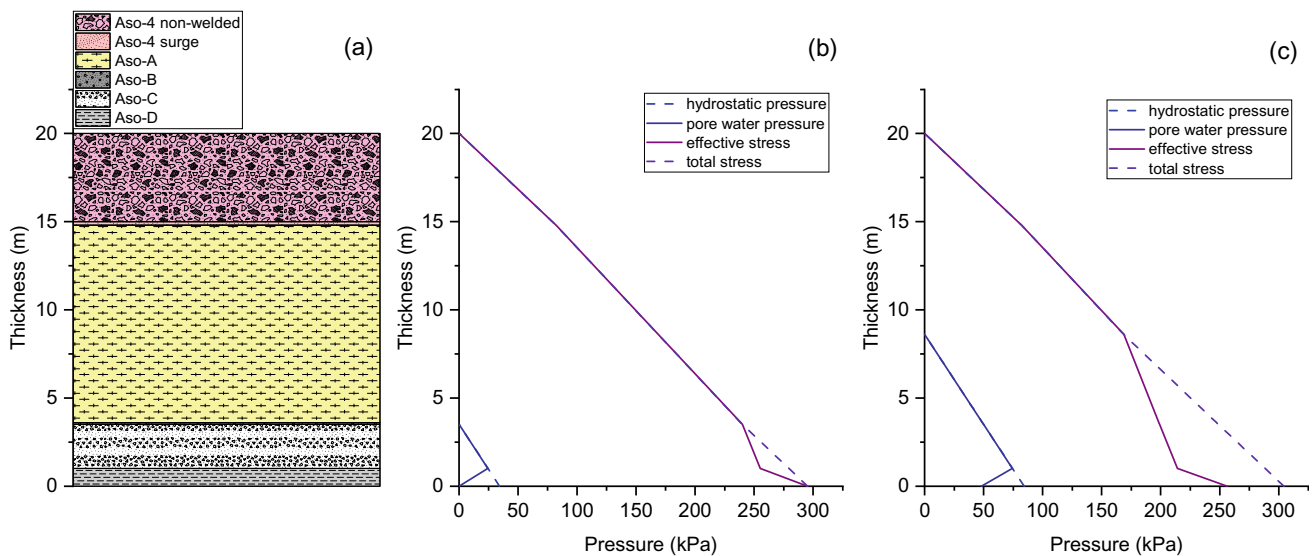 Aso-4 non-welded
Aso-4 surge
Aso-A
Aso-B
Aso-C
Aso-D
(a)
20
15
10
5
0
Thickness (m)
(b)
hydrostatic pressure
pore water pressure
effective stress
total stress
20
15
10
5
0
Thickness (m)
0 50 100 150 200 250 300
Pressure (kPa)
(c)
hydrostatic pressure
pore water pressure
effective stress
total stress
20
15
10
5
0
Thickness (m)
0 50 100 150 200 250 300
Pressure (kPa)